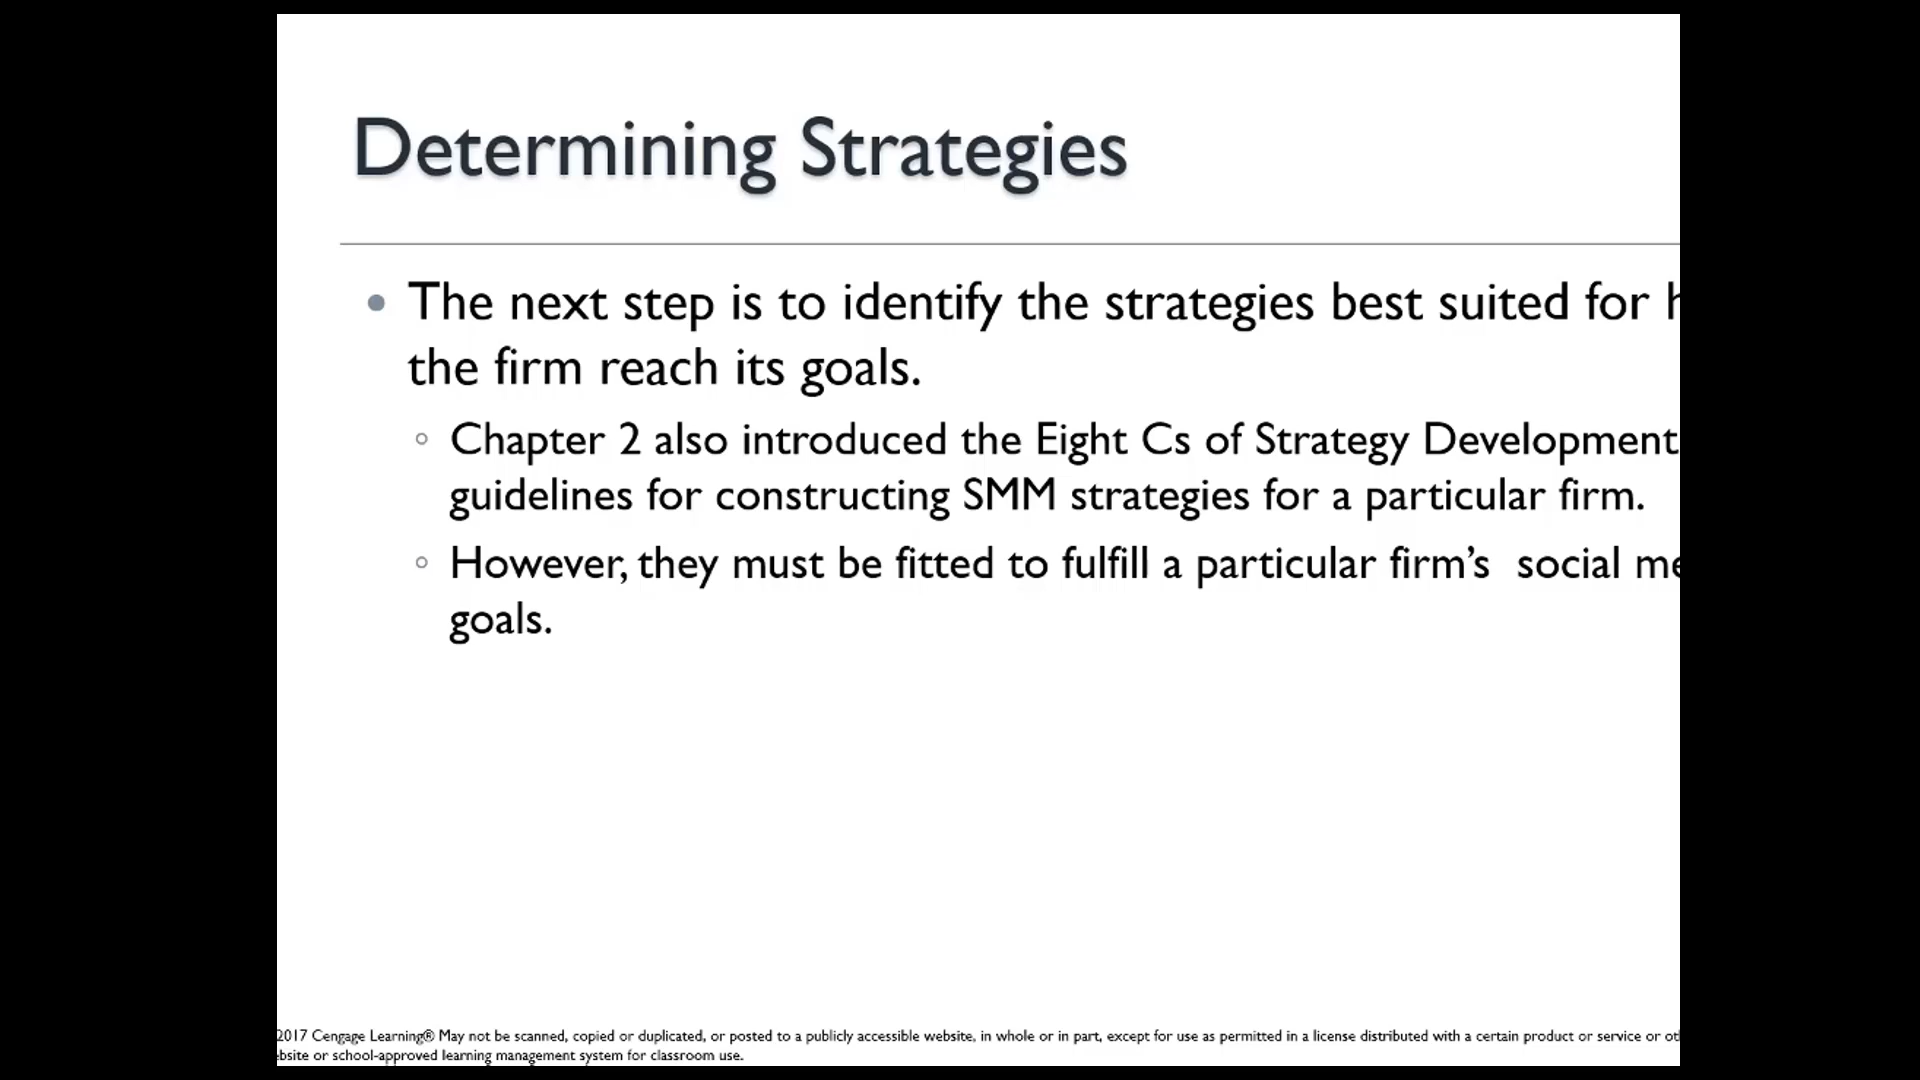 Determining Strategies
• The next step is to identify the strategies best suited for
the firm reach its goals.
◦ Chapter 2 also introduced the Eight Cs of Strategy Development
guidelines for constructing SMM strategies for a particular firm.
◦ However, they must be fitted to fulfill a particular firm’s  social
goals.
2017 Cengage Learning® May not be scanned, copied or duplicated, or posted to a publicly accessible website, in whole or in part, except for use as permitted in a license distributed with a certain product or service or
or school-approved learning management system for classroom use.